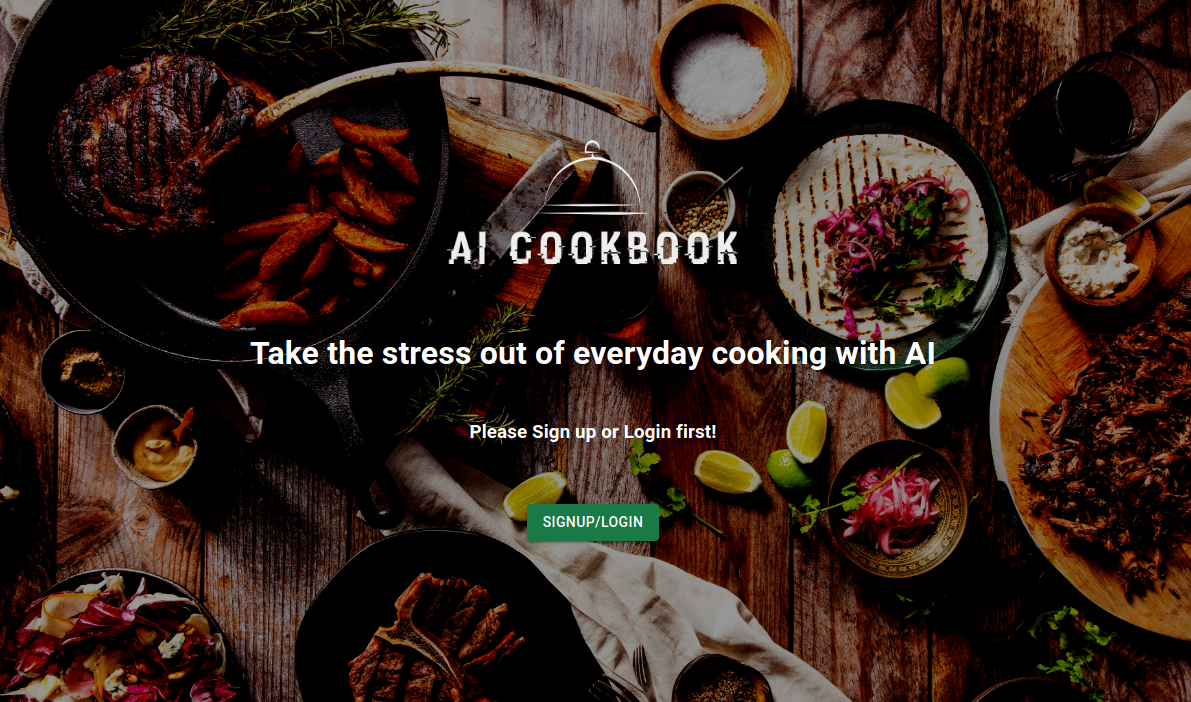 AI COOKBOOK
Take the stress out of everyday cooking with AI
Please Sign up or Login first!
SIGNUP/LOGIN